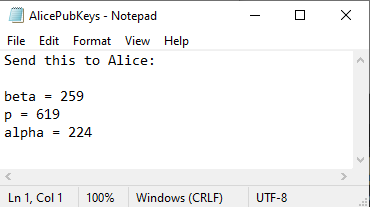 AlicePubKeys - Notepad
File Edit Format View Help
Send this to Alice:
beta = 259
p = 619
alpha = 224
Ln 1, Col 1 100% Windows (CRLF) UTF-8